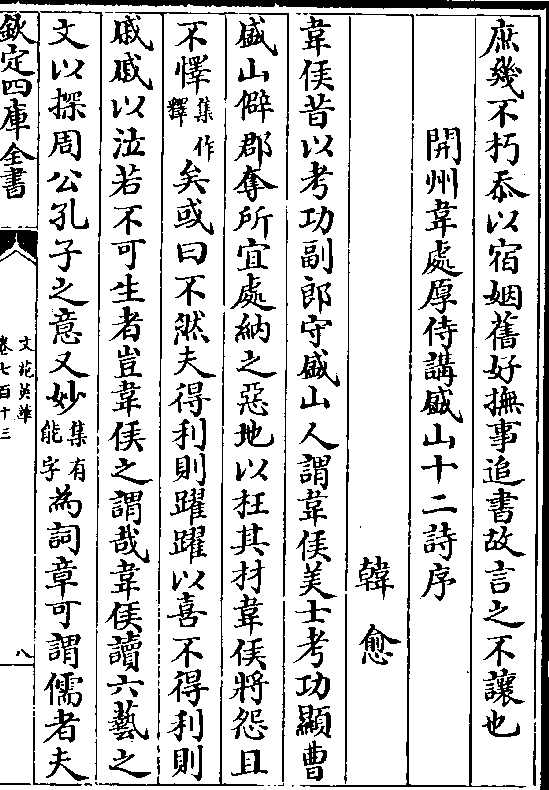 庶幾不朽忝以宿姻舊好撫事追書故言之不讓也
開州韋處厚侍講盛山十二詩序
韓愈
韋侯昔以考功副郎守盛山人謂韋侯美士考功顯曹
盛山僻郡奪所宜處納之惡地以枉其材韋侯將怨且
不懌集作釋矣或曰不然夫得利則躍躍以喜不得利則
戚戚以泣若不可生者豈韋侯之謂哉韋侯讀六藝之
文以探周公孔子之意又妙集有能字為詞章可謂儒者夫
欽定四庫全書
文苑英華
卷七百十三
八